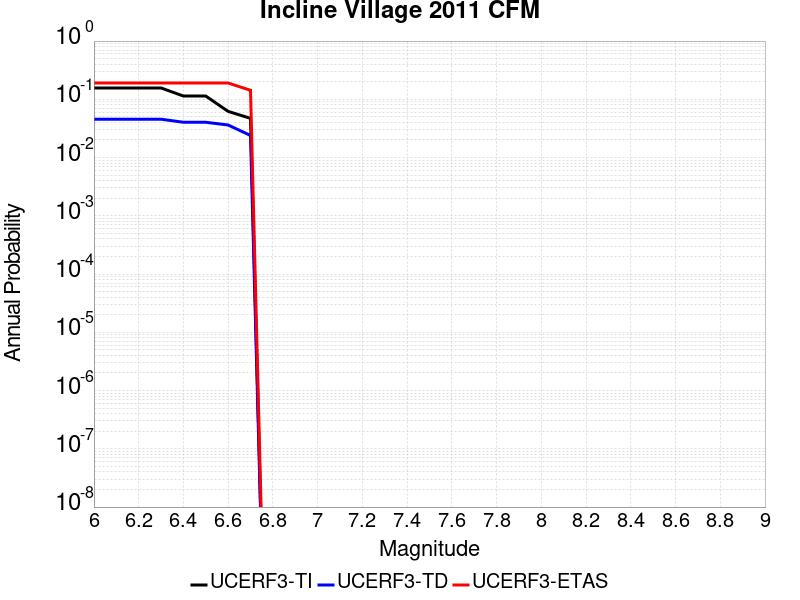 Incline Village 2011 CFM
10^0
10^-1
10^-2
10^-3
10^-4
10^-5
10^-6
10^-7
10^-8
Annual Probability
6 6.2 6.4 6.6 6.8 7 7.2 7.4 7.6 7.8 8 8.2 8.4 8.6 8.8 9
Magnitude
UCERF3-TI UCERF3-TD UCERF3-ETAS